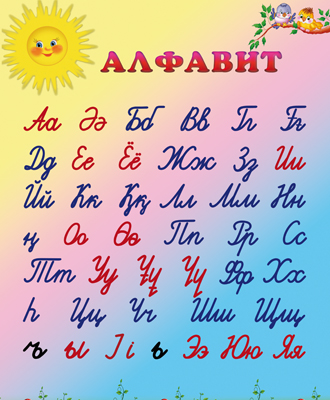 АЛФАВИТ
Аа Әә Бб Вв Гг Ғғ
Дд Ее Ёё Жж Зз Ии
Йй Кк Ққ Лл Мм Нн
ң Оо Өө Пп Рр Сс
Тт Уу Ұұ Үү Фф Хх
һ Цц Чч Шш Щщ
ъ ы Іі ь Ээ Юю Яя